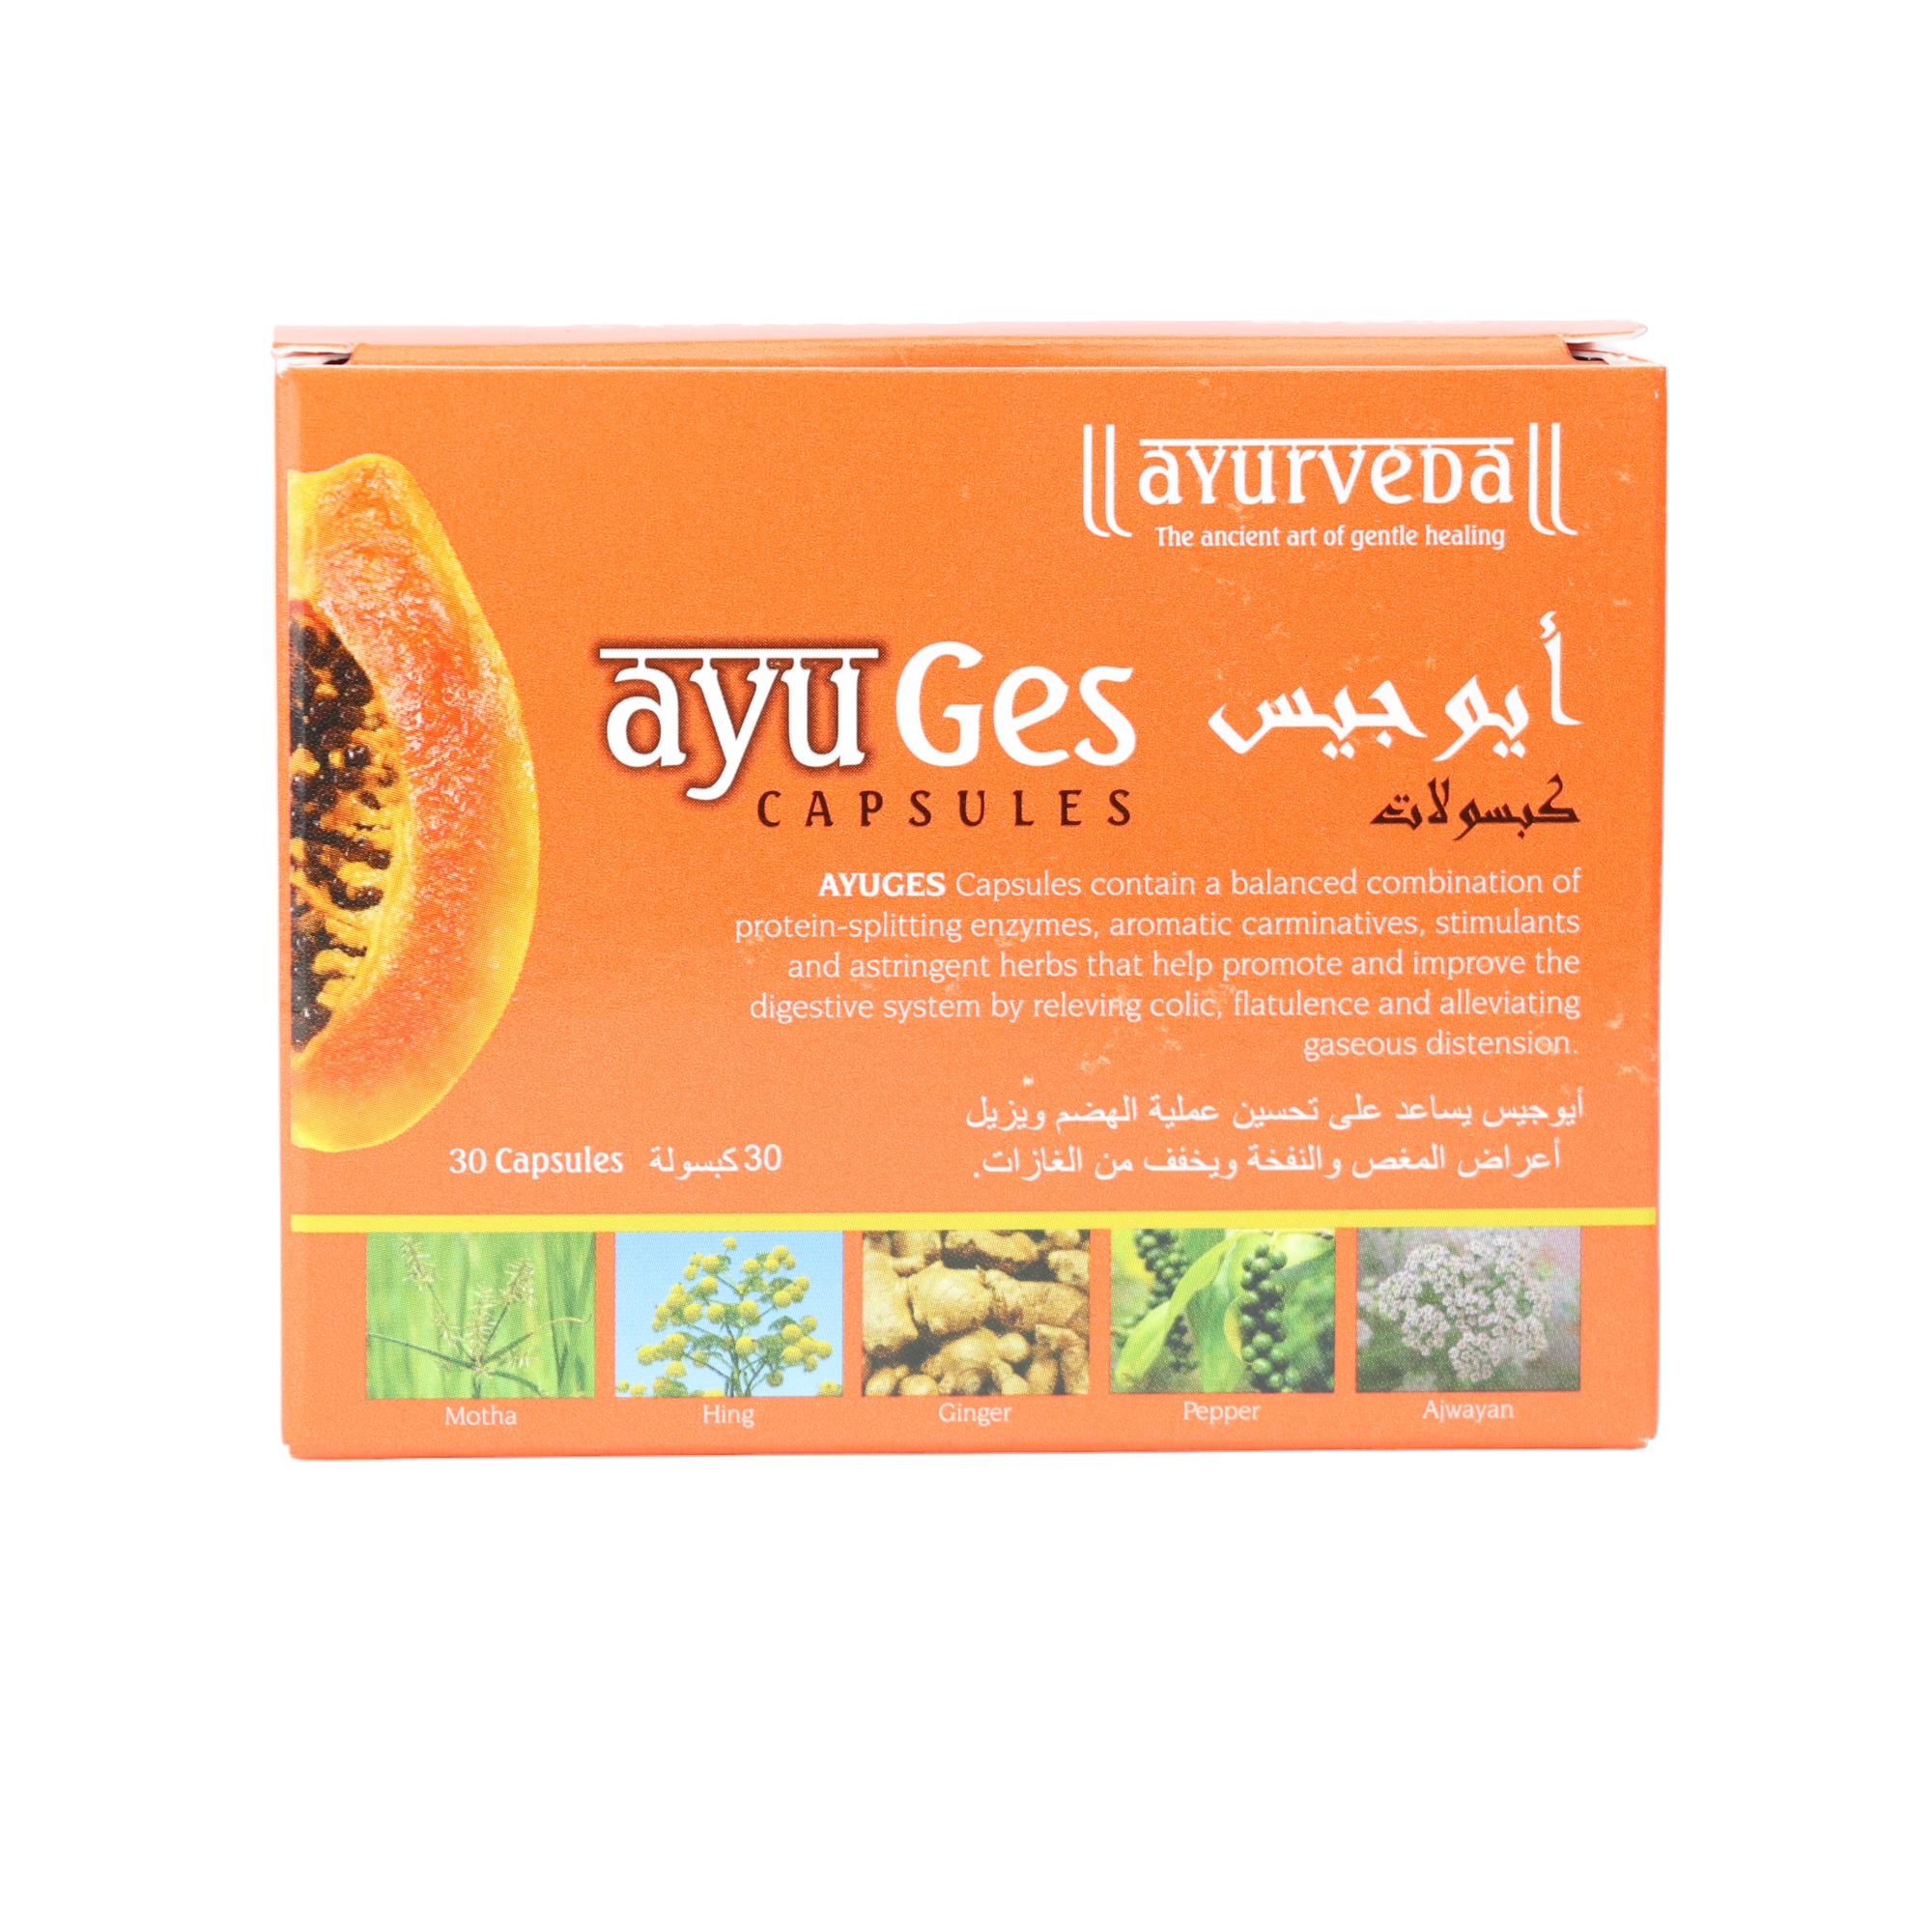 ayurveda
The ancient art of gentle healing
ayuGes أيوجيس
CAPSULES كبسولات
AYUGES Capsules contain a balanced combination of
protein-splitting enzymes, aromatic carminatives, stimulants
and astringent herbs that help promote and improve the
digestive system by releving colic, flatulence and alleviating
gaseous distension.
أيوجيس يساعد على تحسين عملية الهضم ويزيل
أعراض المغص والنفخة ويخفف من الغازات.
30 Capsules 30 كبسولة
Motha Hing Ginger Pepper Ajwayan